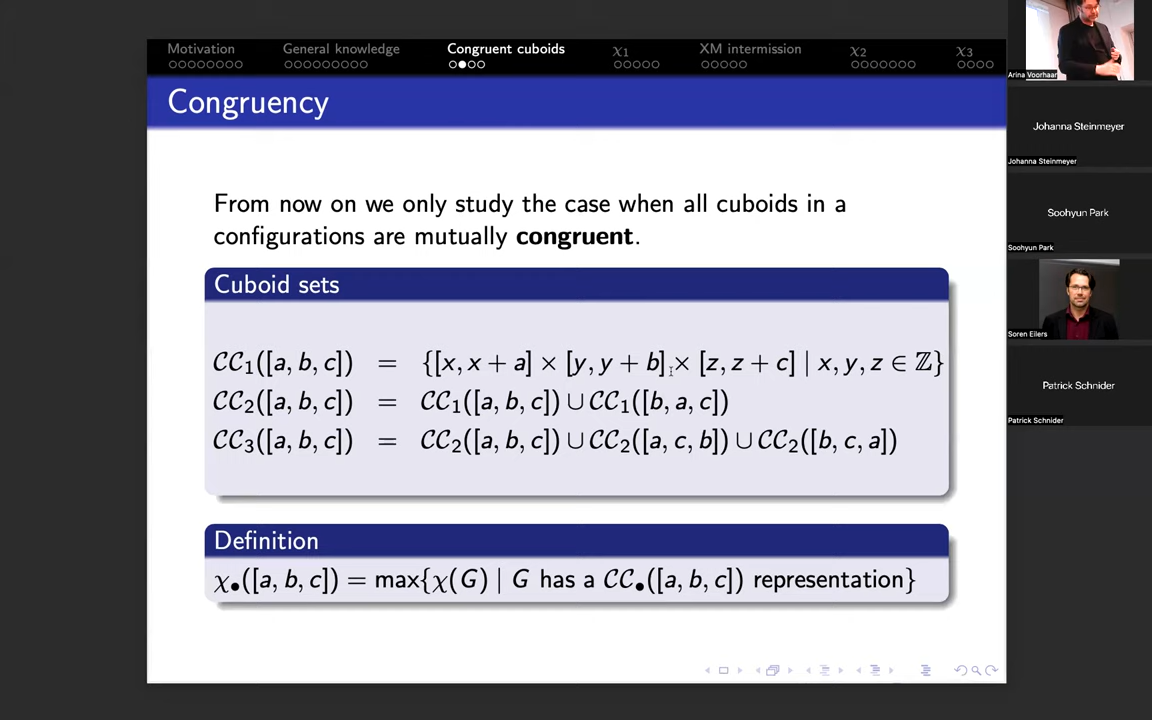 Motivation General knowledge Congruent cuboids χ₁ XM intermission χ₂ χ₃
Congruency
From now on we only study the case when all cuboids in a
configurations are mutually congruent.
Cuboid sets
𝒞𝒞₁([a, b, c]) = {[x, x + a] × [y, y + b] × [z, z + c] | x, y, z ∈ ℤ}
𝒞𝒞₂([a, b, c]) = 𝒞𝒞₁([a, b, c]) ∪ 𝒞𝒞₁([b, a, c])
𝒞𝒞₃([a, b, c]) = 𝒞𝒞₂([a, b, c]) ∪ 𝒞𝒞₂([a, c, b]) ∪ 𝒞𝒞₂([b, c, a])
Definition
χ•([a, b, c]) = max{χ(G) | G has a 𝒞𝒞•([a, b, c]) representation}
Arina Voorhaar
Johanna Steinmeyer
Johanna Steinmeyer
Soohyun Park
Soohyun Park
Soren Eilers
Patrick Schnider
Patrick Schnider